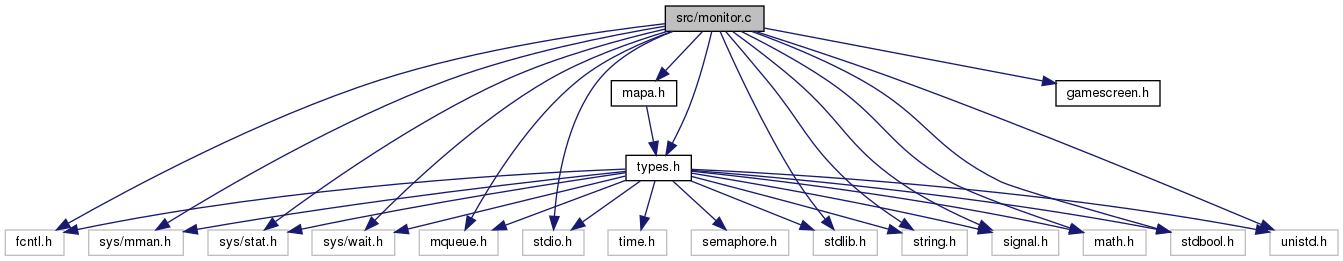 src/monitor.c
mapa.h
gamescreen.h
types.h
fcntl.h
sys/mman.h
sys/stat.h
sys/wait.h
mqueue.h
stdio.h
time.h
semaphore.h
stdlib.h
string.h
signal.h
math.h
stdbool.h
unistd.h